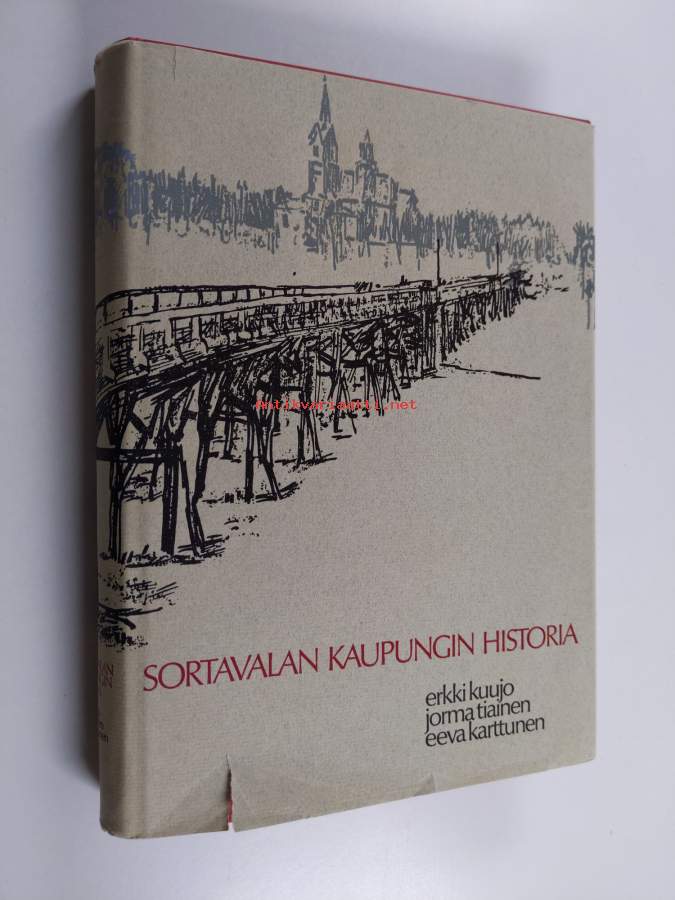 Antikvariaatti.net
SORTAVALAN KAUPUNGIN HISTORIA
erkki kuujo
jorma tiainen
eeva karttunen